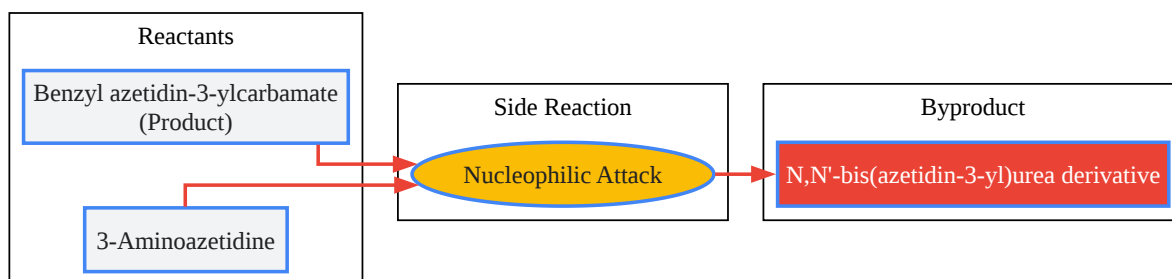 Reactants
Benzyl azetidin-3-ylcarbamate
(Product)
3-Aminoazetidine
Side Reaction
Nucleophilic Attack
Byproduct
N,N'-bis(azetidin-3-yl)urea derivative